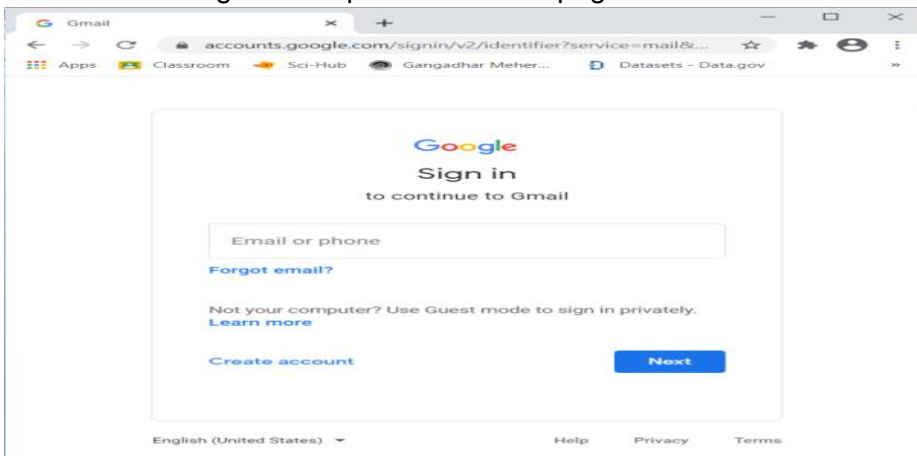 Gmail
accounts.google.com/signin/v2/identifier?service=mail&...
Apps Classroom Sci-Hub Gangadhar Meher... Datasets - Data.gov »
Google
Sign in
to continue to Gmail
Email or phone
Forgot email?
Not your computer? Use Guest mode to sign in privately.
Learn more
Create account Next
English (United States) Help Privacy Terms